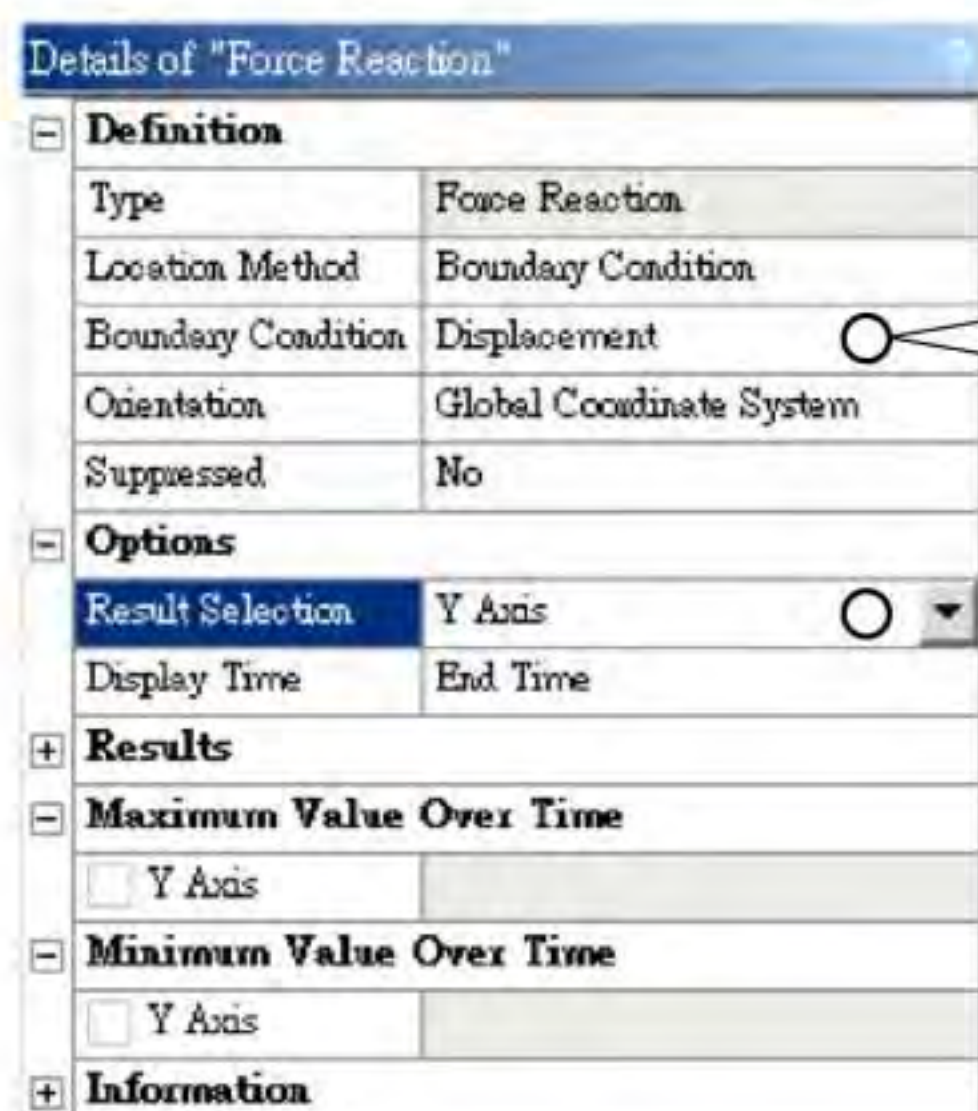 Details of "Force Reaction"
Definition
Type Force Reaction
Location Method Boundary Condition
Boundary Condition Displacement
Orientation Global Coordinate System
Suppressed No
Options
Result Selection Y Axis
Display Time End Time
Results
Maximum Value Over Time
Y Axis
Minimum Value Over Time
Y Axis
Information